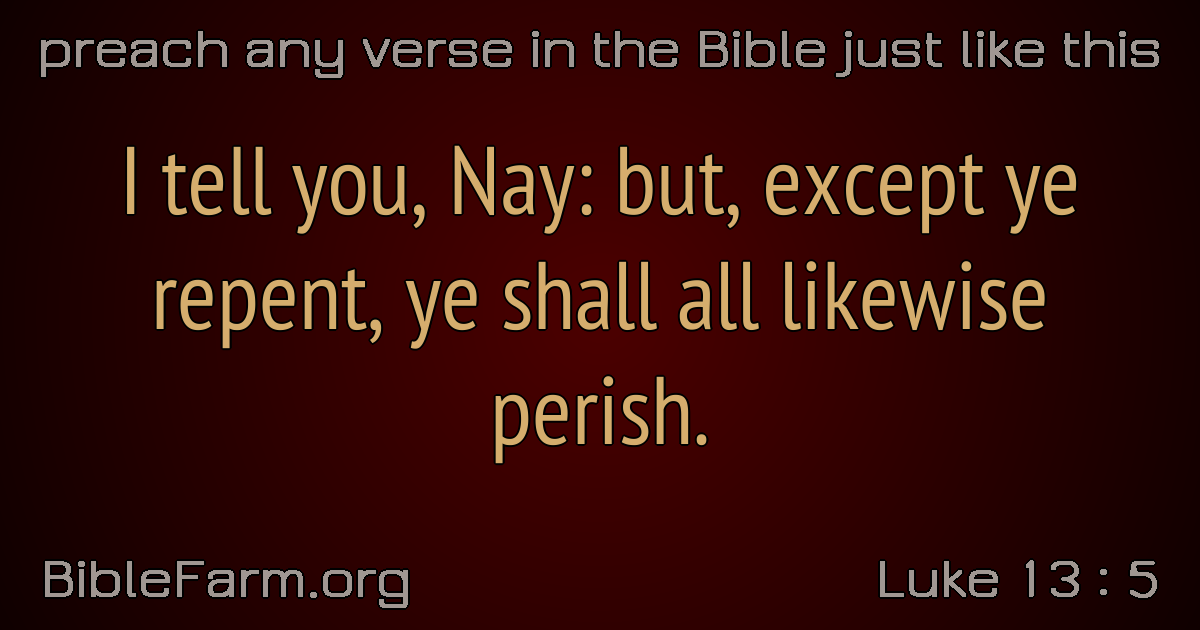 preach any verse in the Bible just like this
I tell you, Nay: but, except ye
repent, ye shall all likewise
perish.
BibleFarm.org
Luke 13 : 5